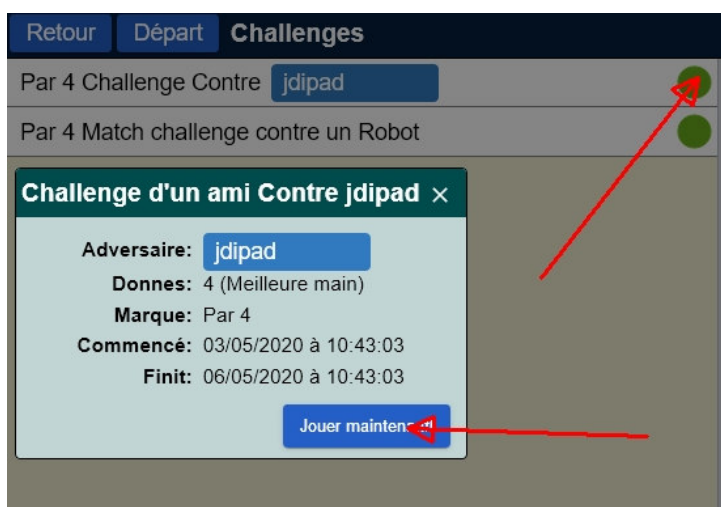 Retour Départ Challenges
Par 4 Challenge Contre jdipad
Par 4 Match challenge contre un Robot
Challenge d'un ami Contre jdipad ×
Adversaire: jdipad
Donnes: 4 (Meilleure main)
Marque: Par 4
Commencé: 03/05/2020 à 10:43:03
Finit: 06/05/2020 à 10:43:03
Jouer maintenant